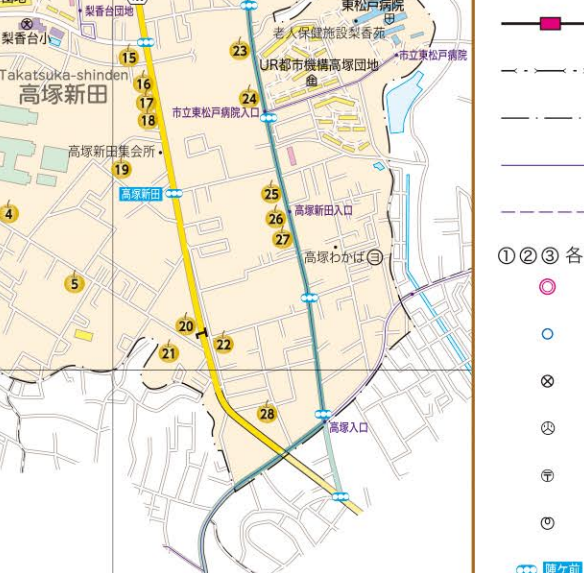 梨香台団地
東松戸病院
梨香台小
老人保健施設梨香苑
15
23
市立東松戸病院
Takatsuka-shinden
UR都市機構高塚団地
高塚新田
16
17
24
18
市立東松戸病院入口
高塚新田集会所
19
高塚新田
25
4
26
高塚新田入口
27
高塚わかば ヨ
①②③ 各
5
20
22
21
28
高塚入口
陣ケ前